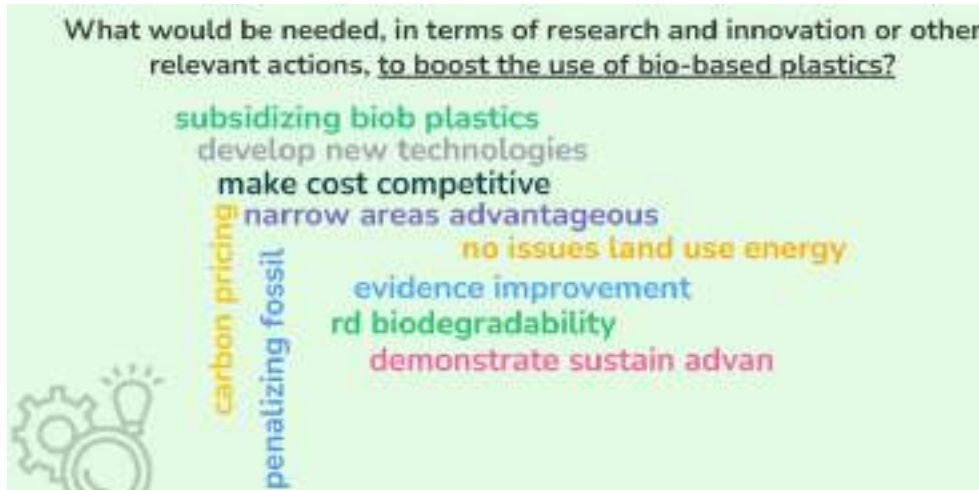 What would be needed, in terms of research and innovation or other
relevant actions, to boost the use of bio-based plastics?
subsidizing biob plastics
develop new technologies
make cost competitive
narrow areas advantageous
no issues land use energy
evidence improvement
rd biodegradability
demonstrate sustain advan
carbon pricing
penalizing fossil